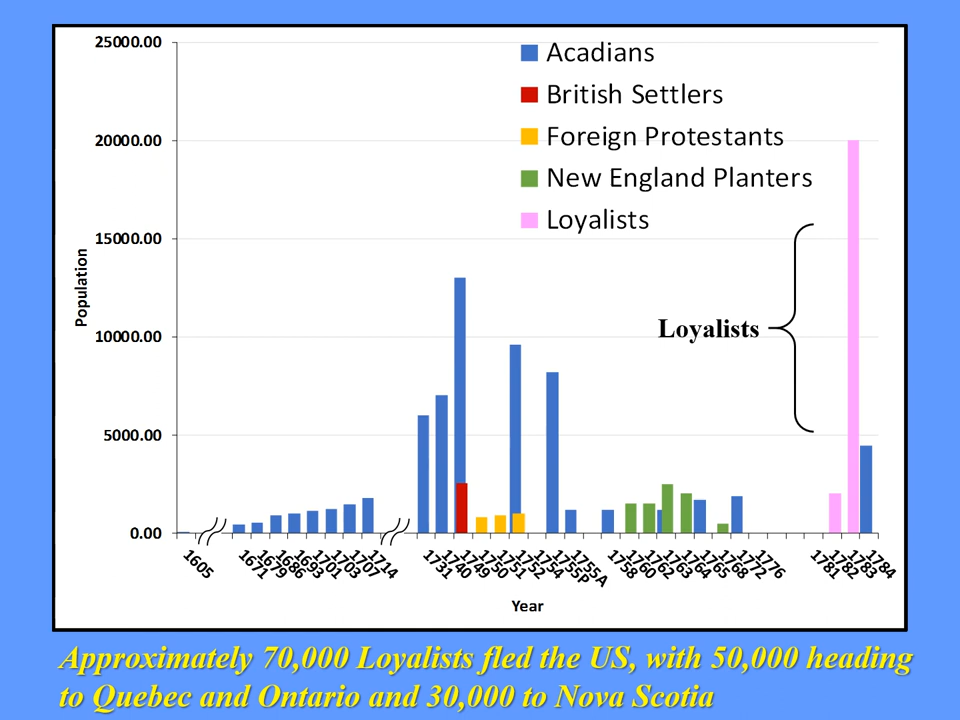 25000.00
20000.00
15000.00
10000.00
5000.00
0.00
Population
Acadians
British Settlers
Foreign Protestants
New England Planters
Loyalists
Loyalists
1605
1671
1679
1686
1693
1701
1703
1707
1714
1731
1740
1749
1750
1751
1752
1754
1755P
1755A
1758
1760
1762
1763
1764
1765
1768
1772
1776
1781
1782
1783
1784
Year
Approximately 70,000 Loyalists fled the US, with 50,000 heading
to Quebec and Ontario and 30,000 to Nova Scotia